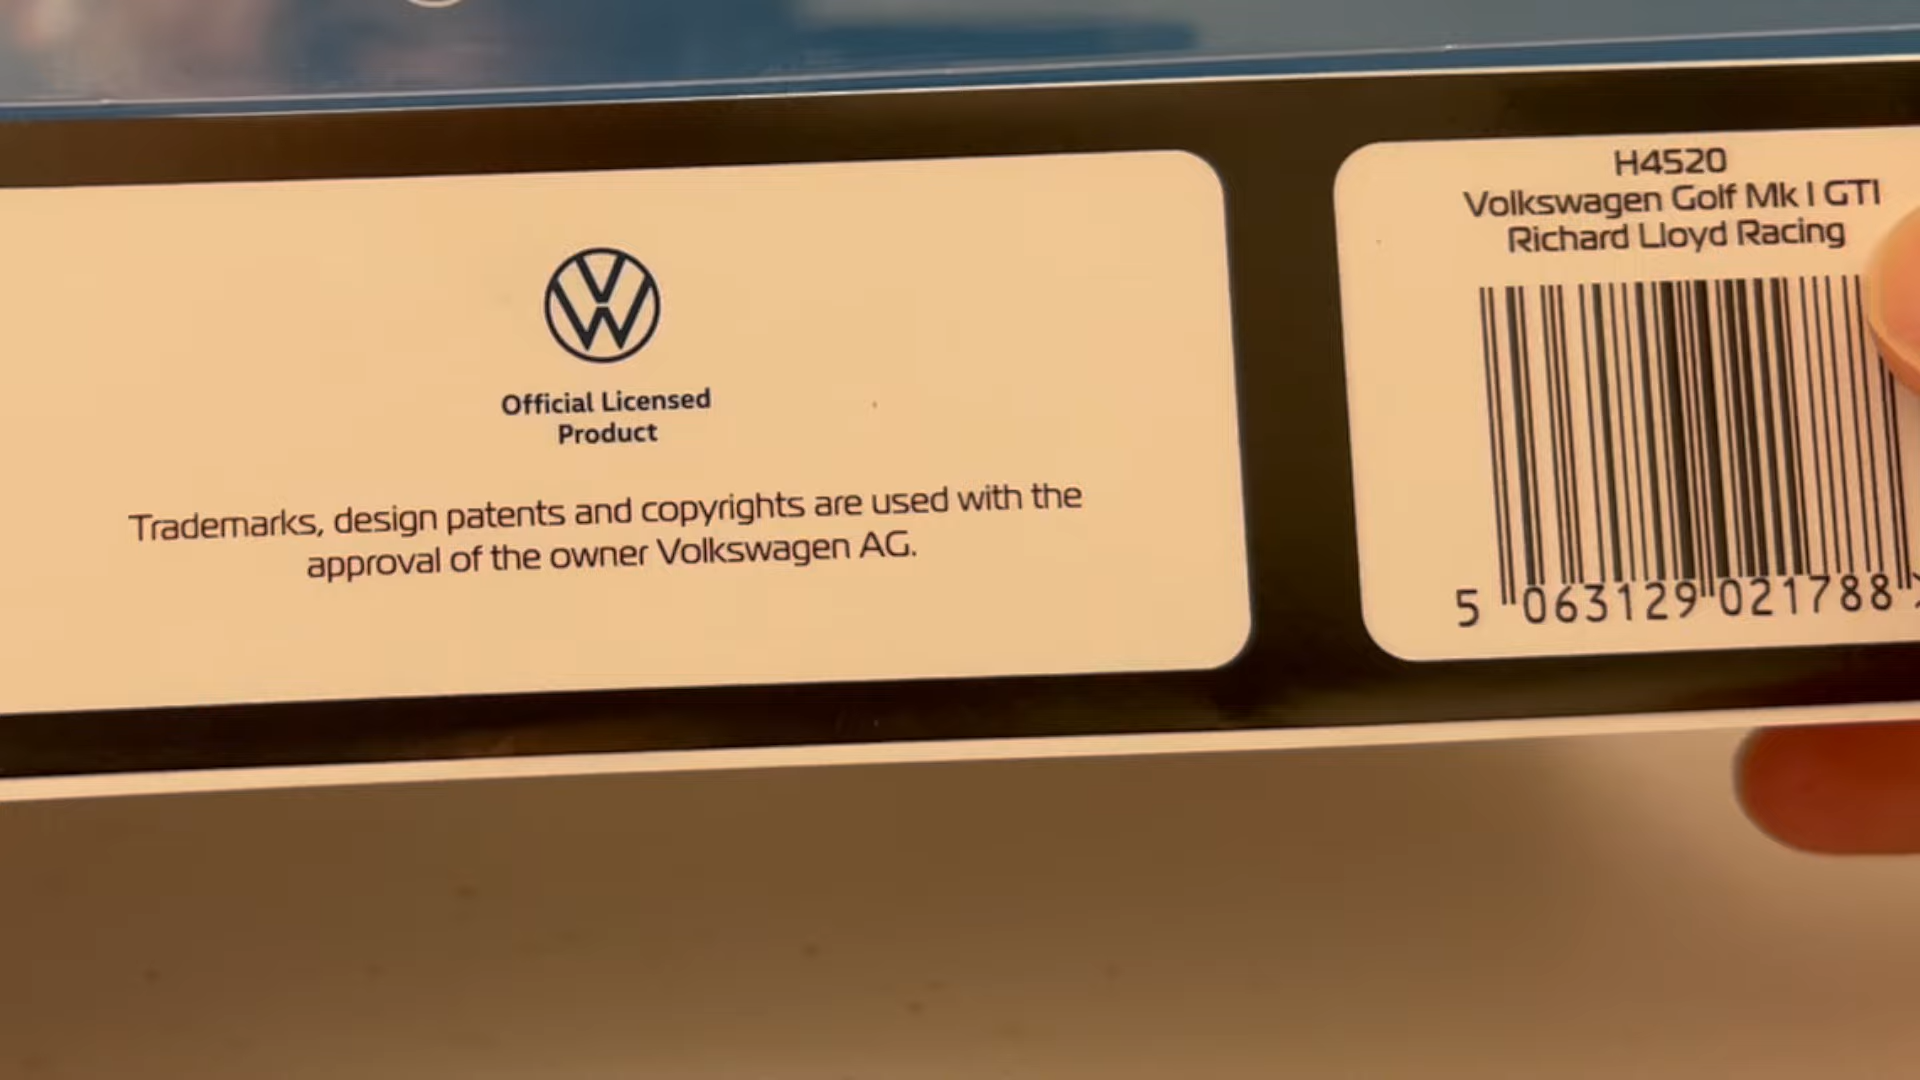 Official Licensed
Product
Trademarks, design patents and copyrights are used with the
approval of the owner Volkswagen AG.
H4520
Volkswagen Golf Mk I GTI
Richard Lloyd Racing
5 063129 021788